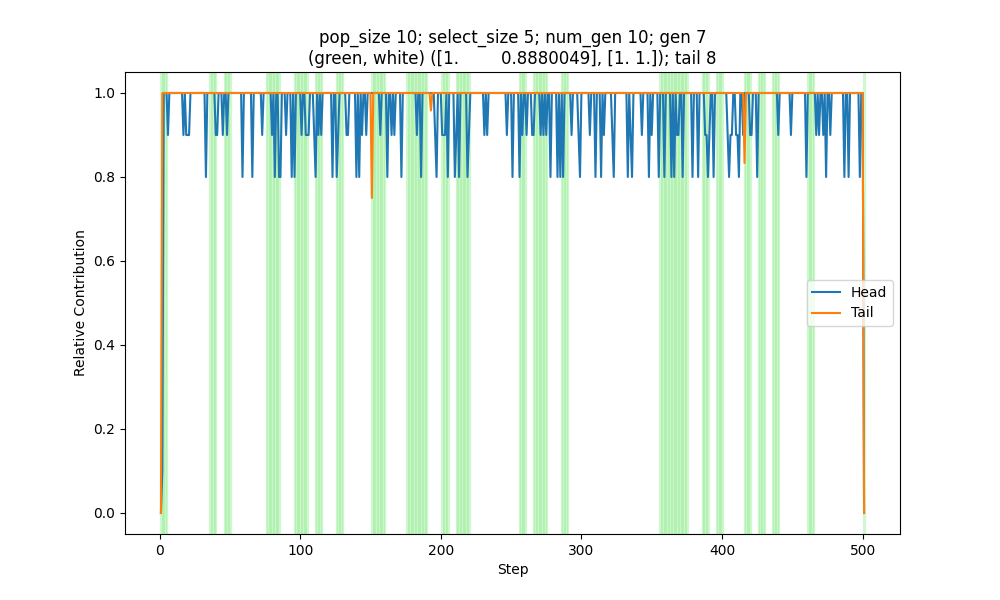 pop_size 10; select_size 5; num_gen 10; gen 7
(green, white) ([1.        0.8880049], [1. 1.]); tail 8
1.0
0.8
0.6
0.4
0.2
0.0
Relative Contribution
Head
Tail
0 100 200 300 400 500
Step